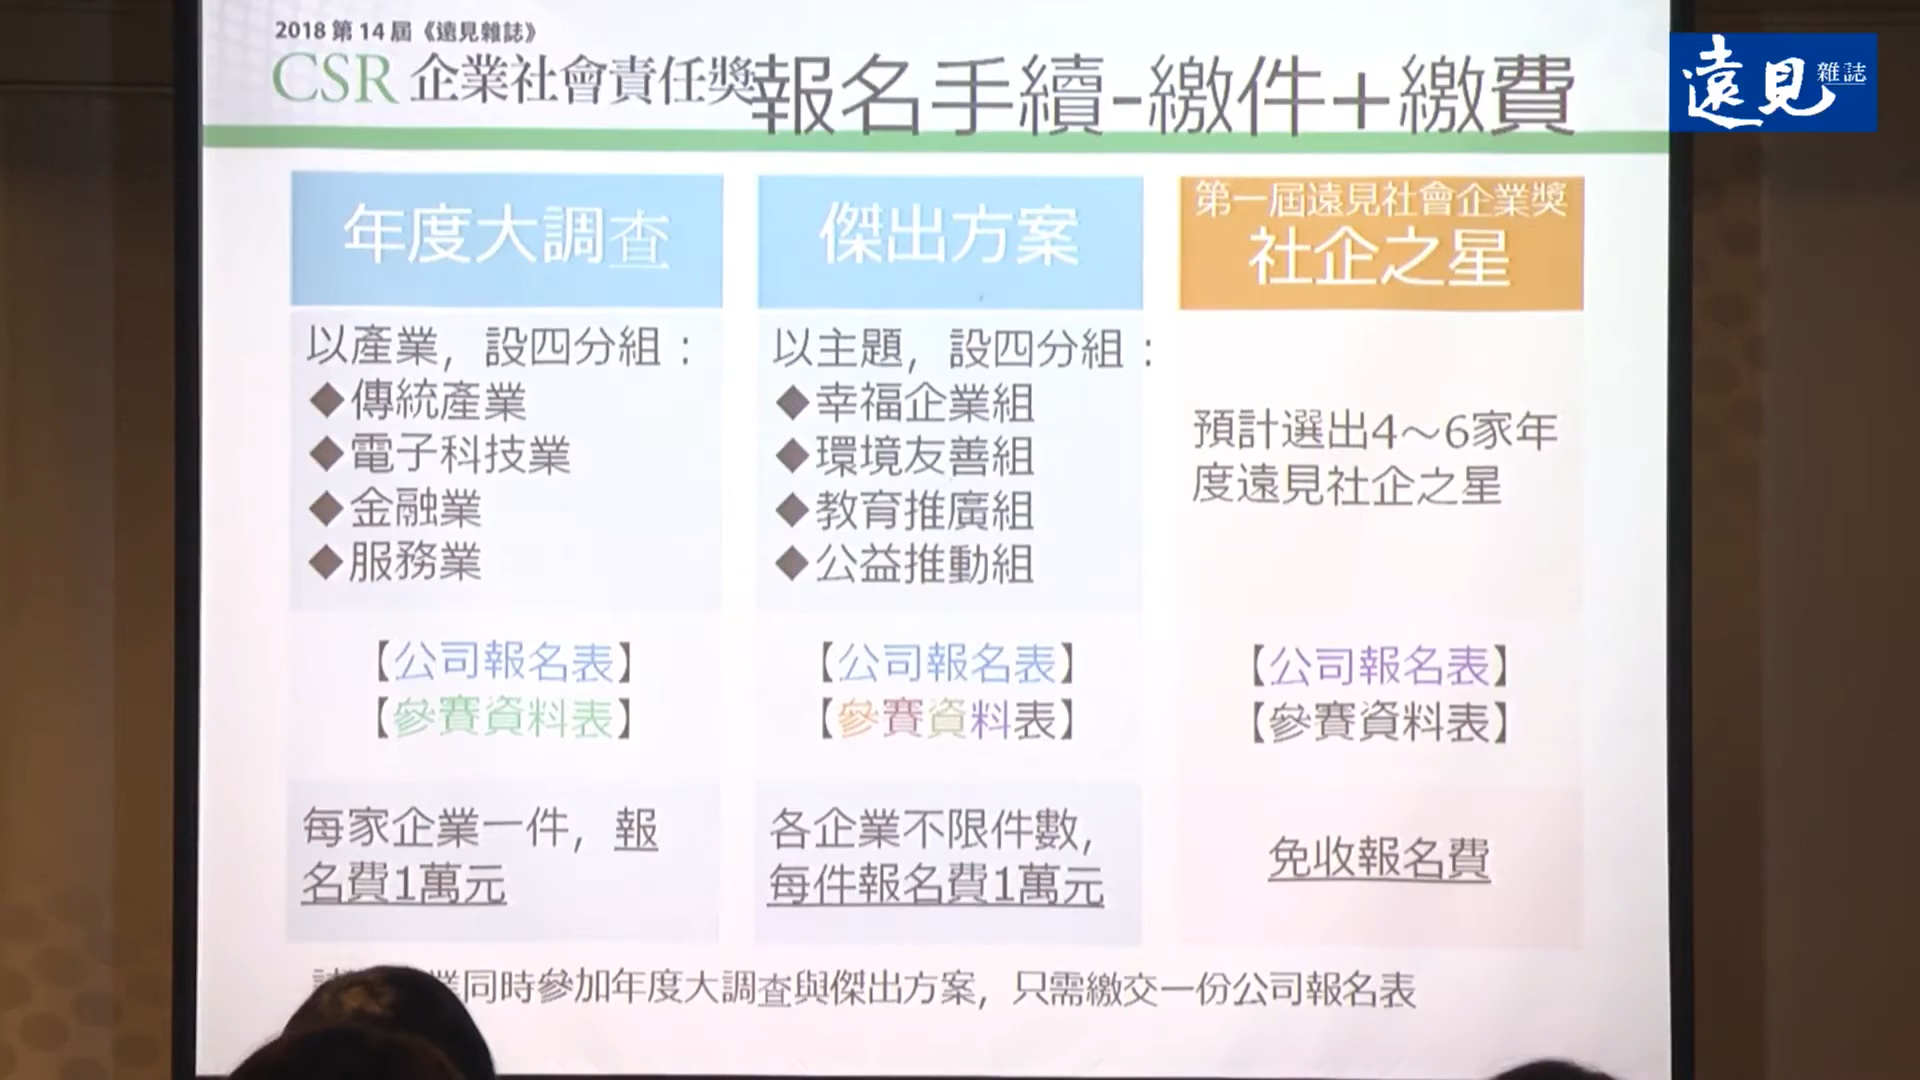 2018 第 14 屆《遠見雜誌》
CSR 企業社會責任獎
報名手續-繳件+繳費
遠見 雜誌
年度大調查
以產業，設四分組：
◆傳統產業
◆電子科技業
◆金融業
◆服務業
【公司報名表】
【參賽資料表】
每家企業一件，報
名費1萬元
傑出方案
以主題，設四分組：
◆幸福企業組
◆環境友善組
◆教育推廣組
◆公益推動組
【公司報名表】
【參賽資料表】
各企業不限件數，
每件報名費1萬元
第一屆遠見社會企業獎
社企之星
預計選出4～6家年
度遠見社企之星
【公司報名表】
【參賽資料表】
免收報名費
業同時參加年度大調查與傑出方案，只需繳交一份公司報名表